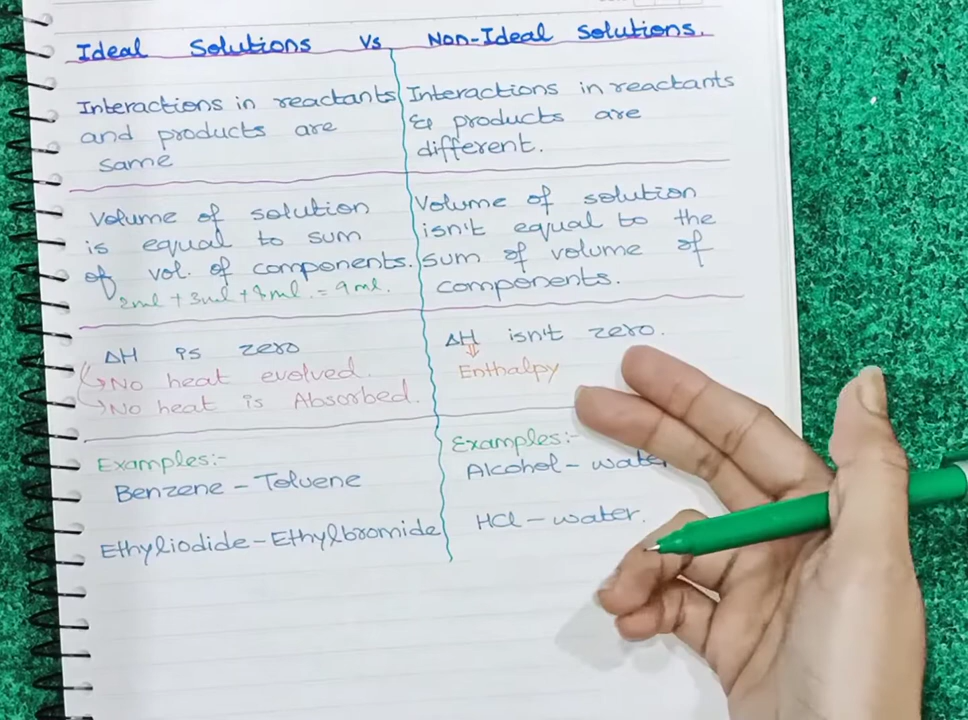 Ideal Solutions Vs Non-Ideal Solutions.
Interactions in reactants
and products are
same
Interactions in reactants
& products are
different.
Volume of solution
is equal to sum
of vol. of components.
2ml + 3ml + 4ml = 9ml.
Volume of solution
isn't equal to the
sum of volume of
components.
ΔH is zero
No heat evolved.
No heat is Absorbed.
ΔH isn't zero.
Enthalpy
Examples:-
Benzene - Toluene
Ethyliodide - Ethylbromide
Examples:-
Alcohol - water
HCl - water.